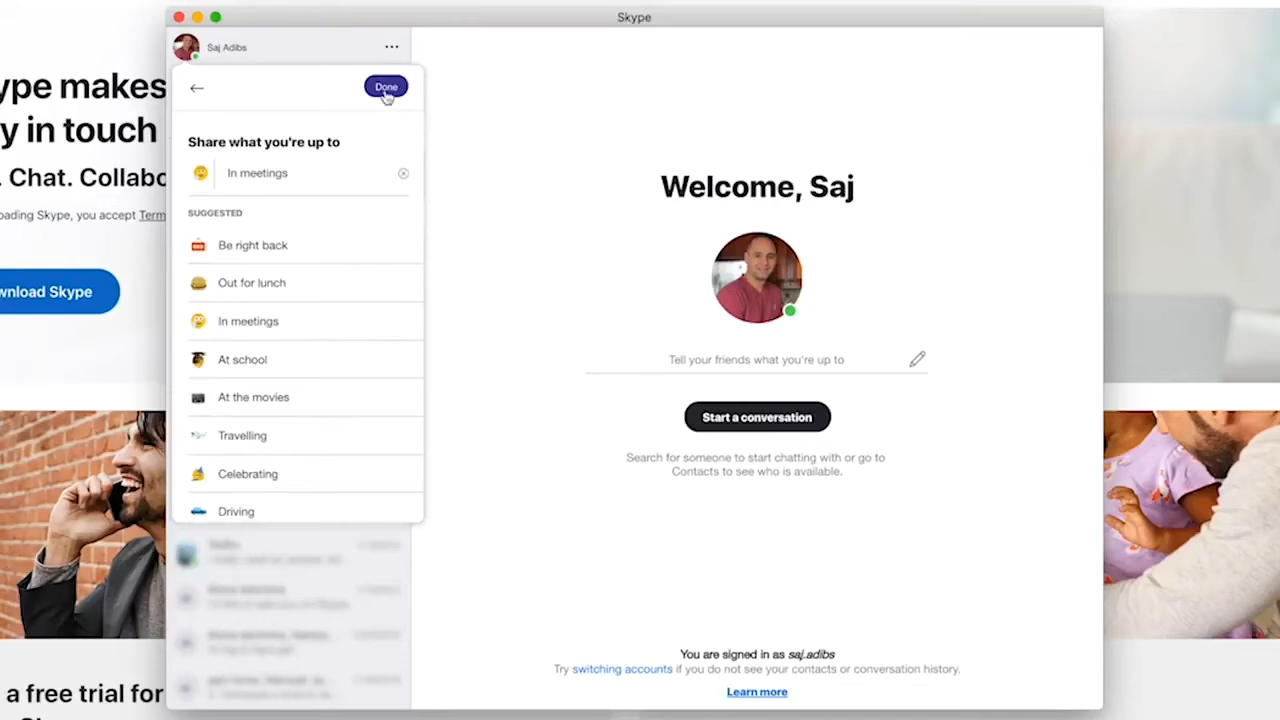 Skype
ype makes
y in touch
. Chat. Collabo
oading Skype, you accept Term
wnload Skype
a free trial for
Saj Adibs
Done
Share what you're up to
In meetings
SUGGESTED
Be right back
Out for lunch
In meetings
At school
At the movies
Travelling
Celebrating
Driving
Welcome, Saj
Tell your friends what you're up to
Start a conversation
Search for someone to start chatting with or go to
Contacts to see who is available.
You are signed in as saj.adibs
Try switching accounts if you do not see your contacts or conversation history.
Learn more